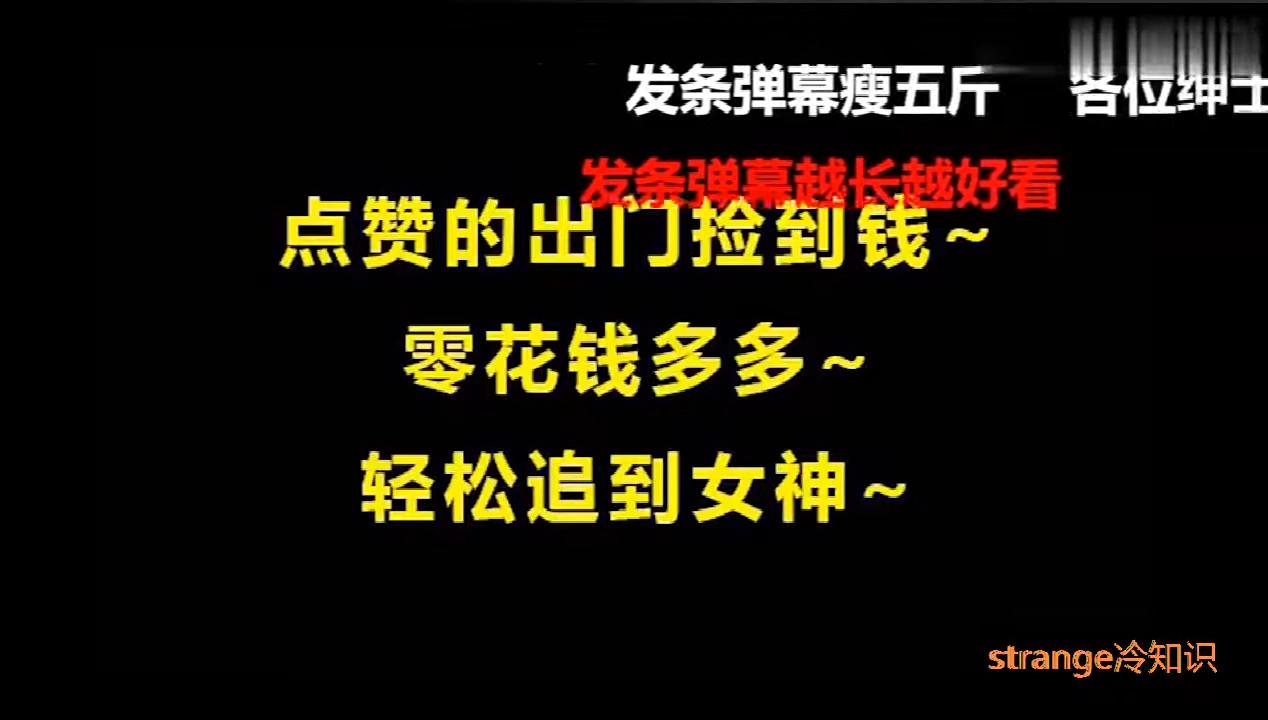 发条弹幕瘦五斤 各位绅士
发条弹幕越长越好看
点赞的出门捡到钱~
零花钱多多~
轻松追到女神~
strange冷知识